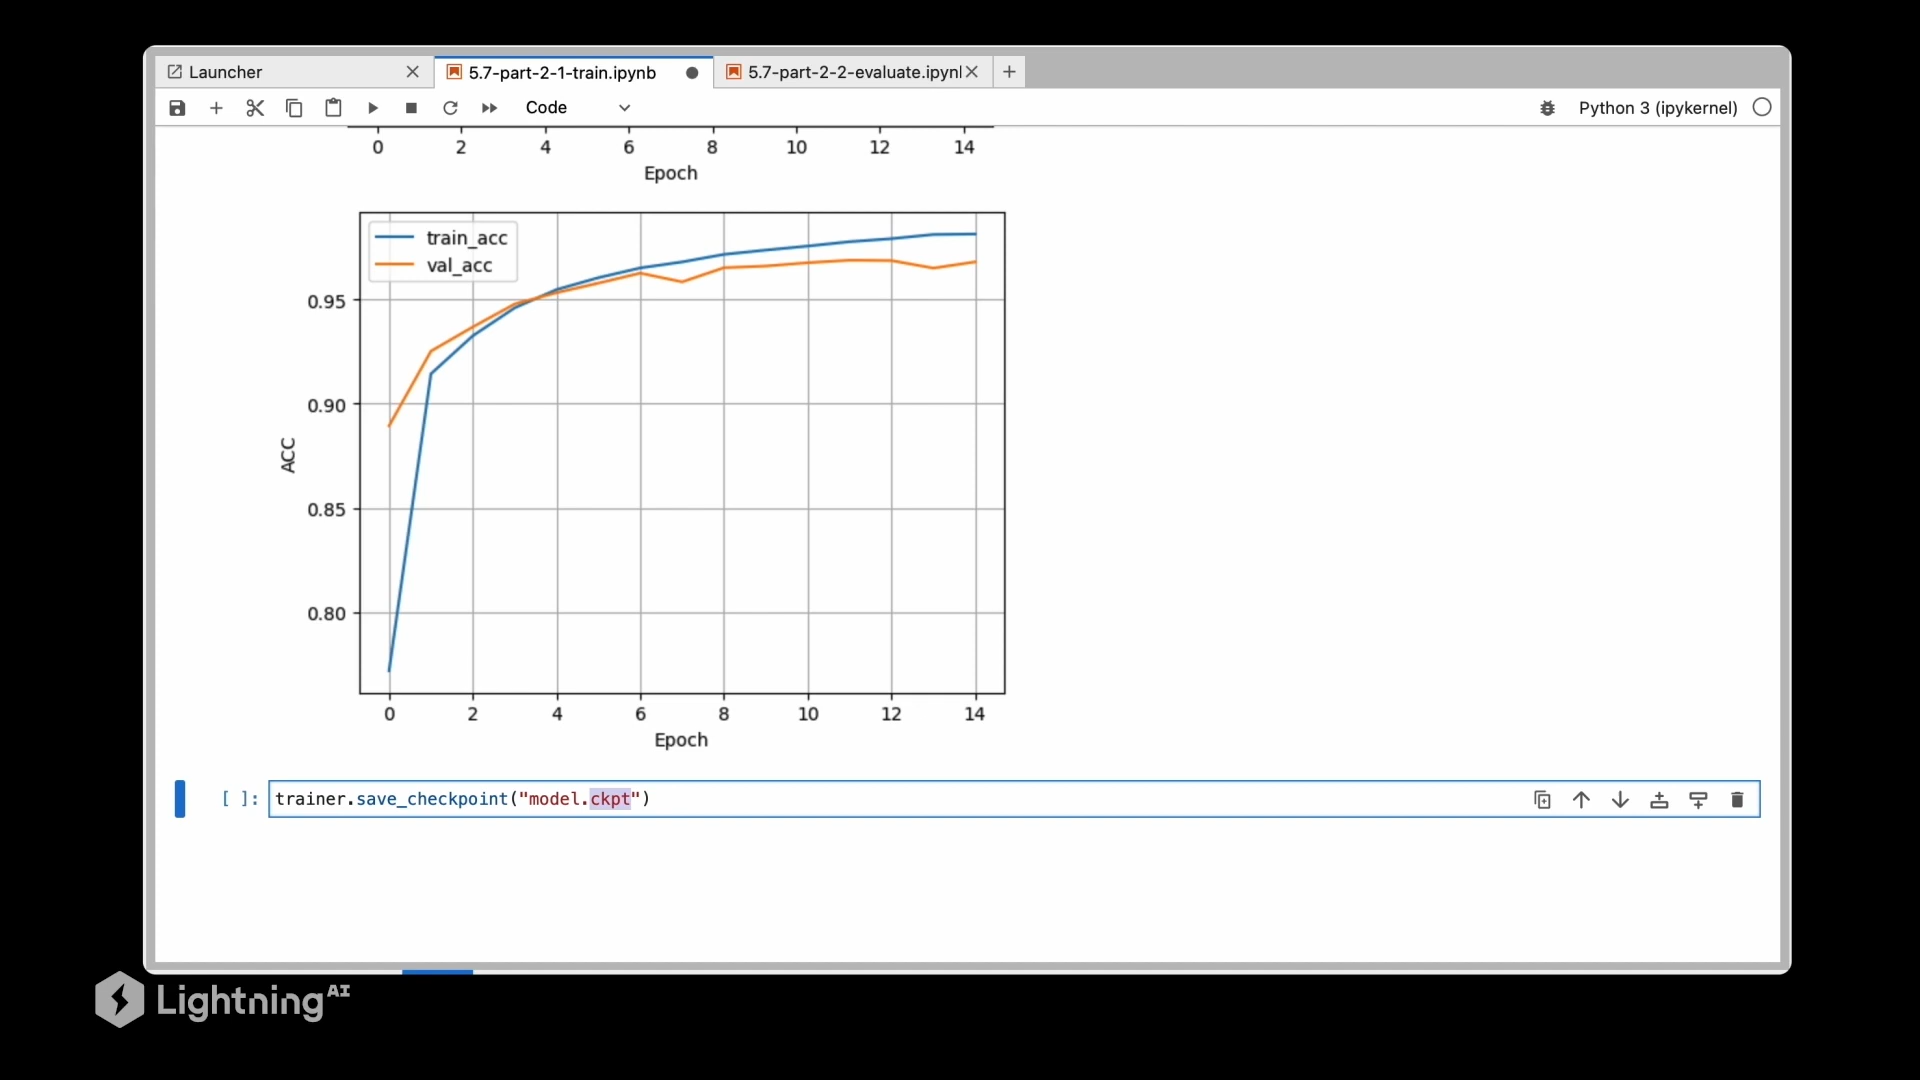 Launcher
5.7-part-2-1-train.ipynb
5.7-part-2-2-evaluate.ipynl
Code
Python 3 (ipykernel)
0 2 4 6 8 10 12 14
Epoch
train_acc
val_acc
0.95
0.90
0.85
0.80
ACC
0 2 4 6 8 10 12 14
Epoch
[ ]: trainer.save_checkpoint("model.ckpt")
Lightning AI